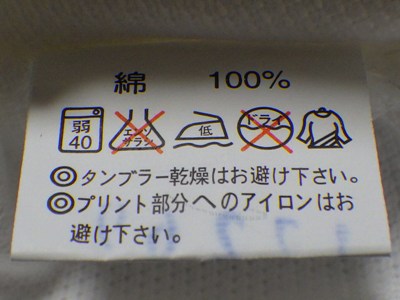 綿 100%
弱 40 エンソ サラシ 低 ドライ
◎タンブラー乾燥はお避け下さい。
◎プリント部分へのアイロンはお
避け下さい。